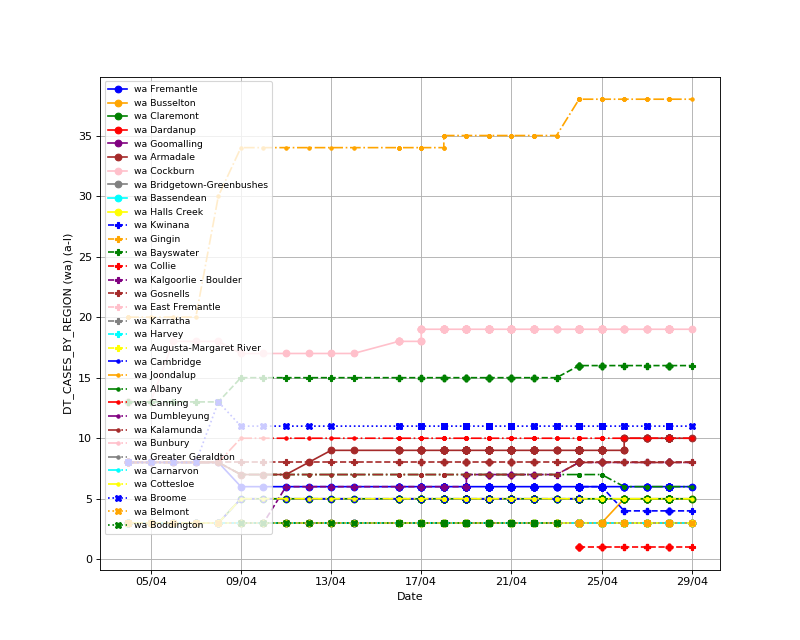 DT_CASES_BY_REGION (wa) (a-l)
35
30
25
20
15
10
5
0
wa Fremantle
wa Busselton
wa Claremont
wa Dardanup
wa Goomalling
wa Armadale
wa Cockburn
wa Bridgetown-Greenbushes
wa Bassendean
wa Halls Creek
wa Kwinana
wa Gingin
wa Bayswater
wa Collie
wa Kalgoorlie - Boulder
wa Gosnells
wa East Fremantle
wa Karratha
wa Harvey
wa Augusta-Margaret River
wa Cambridge
wa Joondalup
wa Albany
wa Canning
wa Dumbleyung
wa Kalamunda
wa Bunbury
wa Greater Geraldton
wa Carnarvon
wa Cottesloe
wa Broome
wa Belmont
wa Boddington
05/04 09/04 13/04 17/04 21/04 25/04 29/04
Date